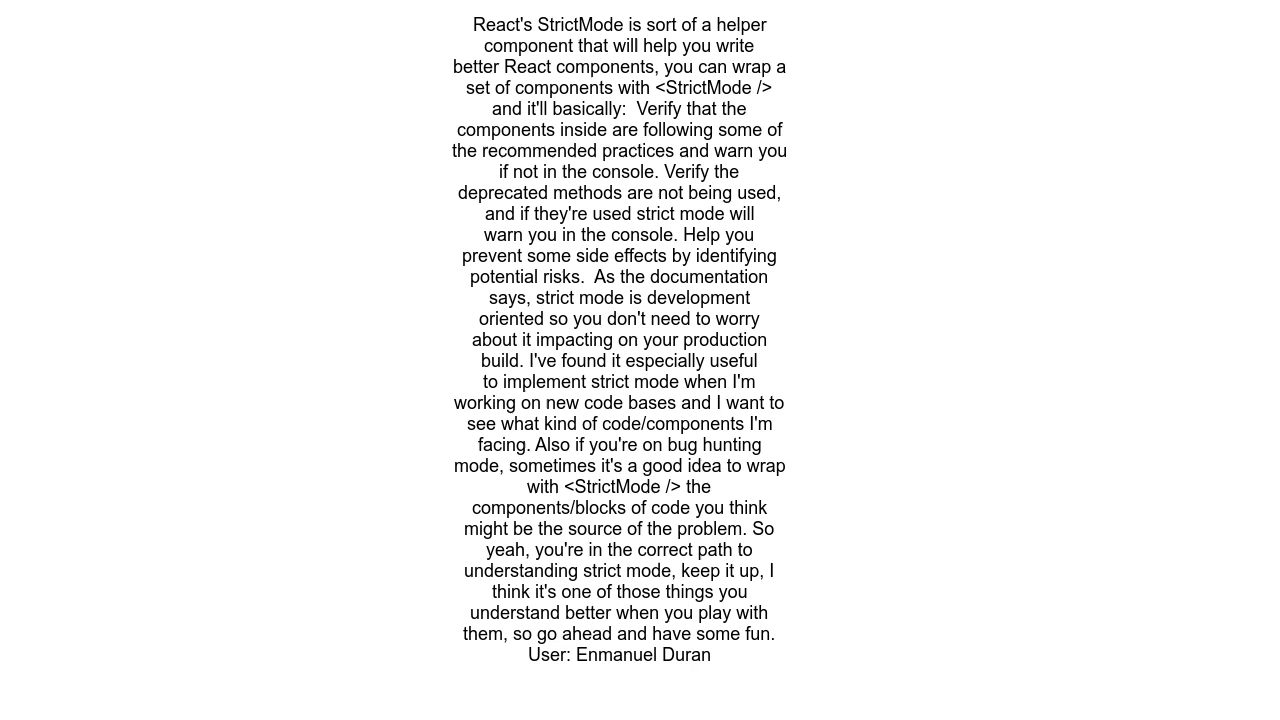 React's StrictMode is sort of a helper
component that will help you write
better React components, you can wrap a
set of components with <StrictMode />
and it'll basically:  Verify that the
components inside are following some of
the recommended practices and warn you
if not in the console. Verify the
deprecated methods are not being used,
and if they're used strict mode will
warn you in the console. Help you
prevent some side effects by identifying
potential risks.  As the documentation
says, strict mode is development
oriented so you don't need to worry
about it impacting on your production
build. I've found it especially useful
to implement strict mode when I'm
working on new code bases and I want to
see what kind of code/components I'm
facing. Also if you're on bug hunting
mode, sometimes it's a good idea to wrap
with <StrictMode /> the
components/blocks of code you think
might be the source of the problem. So
yeah, you're in the correct path to
understanding strict mode, keep it up, I
think it's one of those things you
understand better when you play with
them, so go ahead and have some fun.
User: Enmanuel Duran